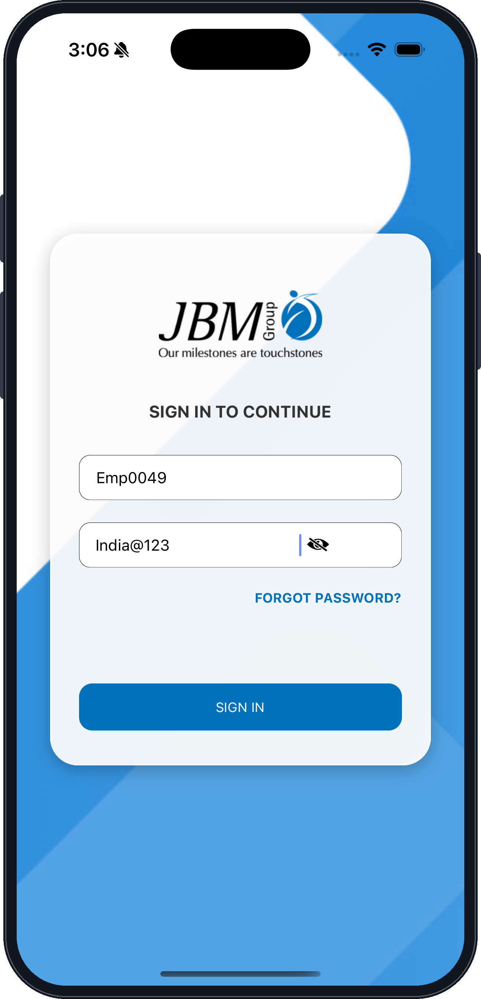 3:06
JBM Group
Our milestones are touchstones
SIGN IN TO CONTINUE
Emp0049
India@123
FORGOT PASSWORD?
SIGN IN